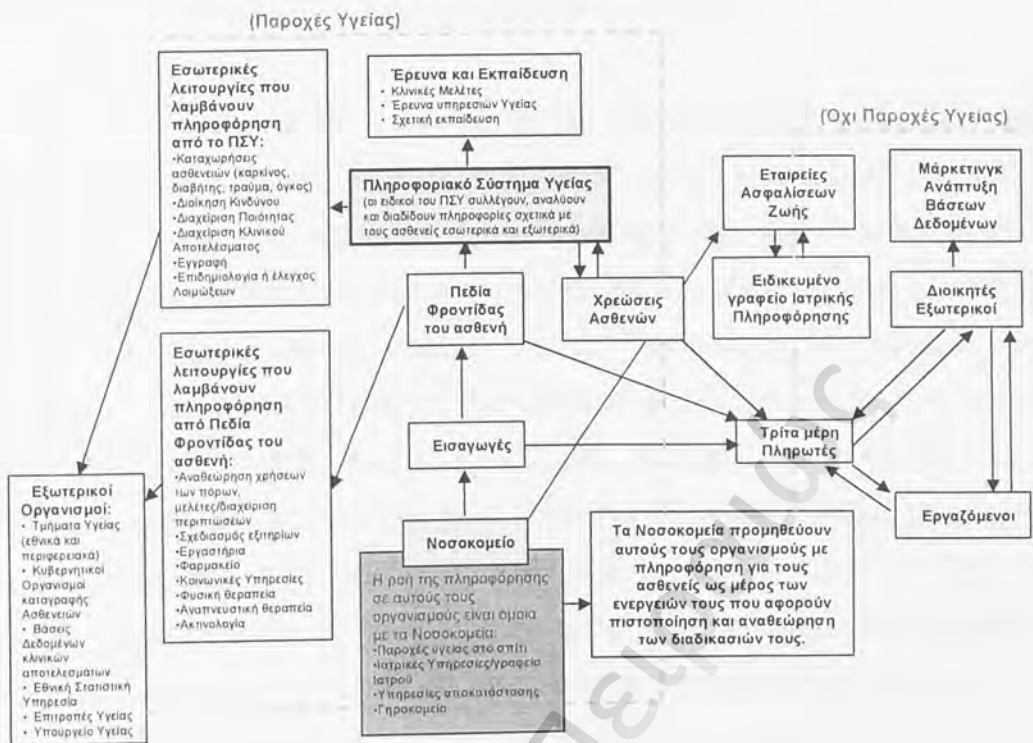 (Παροχές Υγείας)
Εσωτερικές
λειτουργίες που
λαμβάνουν
πληροφόρηση
από το ΠΣΥ:
•Καταχωρήσεις
ασθενειών (καρκίνος,
διαβήτης, τραύμα, όγκος)
•Διοίκηση Κινδύνου
•Διαχείριση Ποιότητας
•Διαχείριση Κλινικού
Αποτελέσματος
•Εγγραφή
•Επιδημιολογία ή έλεγχος
Λοιμώξεων
Έρευνα και Εκπαίδευση
• Κλινικές Μελέτες
• Έρευνα υπηρεσιών Υγείας
• Σχετική εκπαίδευση
(Όχι Παροχές Υγείας)
Πληροφοριακό Σύστημα Υγείας
(οι ειδικοί του ΠΣΥ συλλέγουν, αναλύουν
και διαδίδουν πληροφορίες σχετικά με
τους ασθενείς εσωτερικά και εξωτερικά)
Εταιρείες
Ασφαλίσεων
Ζωής
Μάρκετινγκ
Ανάπτυξη
Βάσεων
Δεδομένων
Πεδία
Φροντίδας
του ασθενή
Χρεώσεις
Ασθενών
Ειδικευμένο
γραφείο Ιατρικής
Πληροφόρησης
Διοικητές
Εξωτερικοί
Εσωτερικές
λειτουργίες που
λαμβάνουν
πληροφόρηση
από Πεδία
Φροντίδας του
ασθενή:
•Αναθεώρηση χρήσεων
των πόρων,
μελέτες/διαχείριση
περιπτώσεων
•Σχεδιασμός εξιτηρίων
•Εργαστήρια
•Φαρμακείο
•Κοινωνικές Υπηρεσίες
•Φυσική θεραπεία
•Αναπνευστική θεραπεία
•Ακτινολογία
Εισαγωγές
Τρίτα μέρη
Πληρωτές
Εξωτερικοί
Οργανισμοί:
• Τμήματα Υγείας
(εθνικά και
περιφερειακά)
• Κυβερνητικοί
Οργανισμοί
καταγραφής
Ασθενειών
• Βάσεις
Δεδομένων
κλινικών
αποτελεσμάτων
• Εθνική Στατιστική
Υπηρεσία
• Επιτροπές Υγείας
• Υπουργείο Υγείας
Νοσοκομείο
Η ροή της πληροφόρησης
σε αυτούς τους
οργανισμούς είναι όμοια
με τα Νοσοκομεία:
•Παροχές υγείας στο σπίτι
•Ιατρικές Υπηρεσίες/γραφεία
Ιατρού
•Υπηρεσίες αποκατάστασης
•Γηροκομεία
Τα Νοσοκομεία προμηθεύουν
αυτούς τους οργανισμούς με
πληροφόρηση για τους
ασθενείς ως μέρος των
ενεργειών τους που αφορούν
πιστοποίηση και αναθεώρηση
των διαδικασιών τους.
Εργαζόμενοι